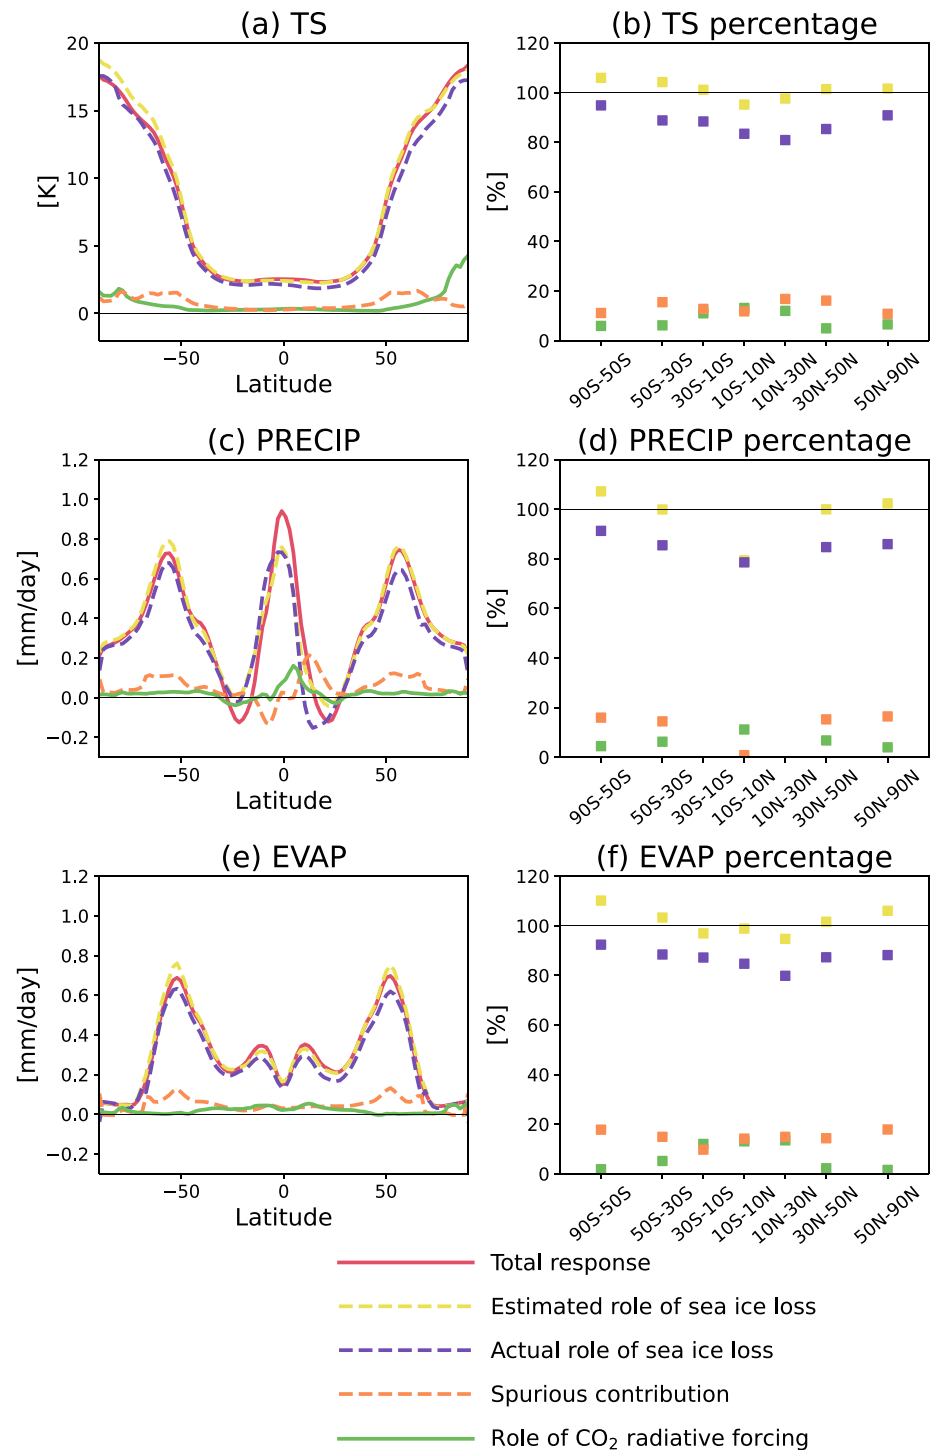 (a) TS
(b) TS percentage
[K]
20
15
10
5
0
−50
0
50
Latitude
[%]
120
100
80
60
40
20
0
90S-50S
50S-30S
30S-10S
10S-10N
10N-30N
30N-50N
50N-90N
(c) PRECIP
(d) PRECIP percentage
[mm/day]
1.2
1.0
0.8
0.6
0.4
0.2
0.0
−0.2
−50
0
50
Latitude
[%]
120
100
80
60
40
20
0
90S-50S
50S-30S
30S-10S
10S-10N
10N-30N
30N-50N
50N-90N
(e) EVAP
(f) EVAP percentage
[mm/day]
1.2
1.0
0.8
0.6
0.4
0.2
0.0
−0.2
−50
0
50
Latitude
[%]
120
100
80
60
40
20
0
90S-50S
50S-30S
30S-10S
10S-10N
10N-30N
30N-50N
50N-90N
Total response
Estimated role of sea ice loss
Actual role of sea ice loss
Spurious contribution
Role of CO₂ radiative forcing